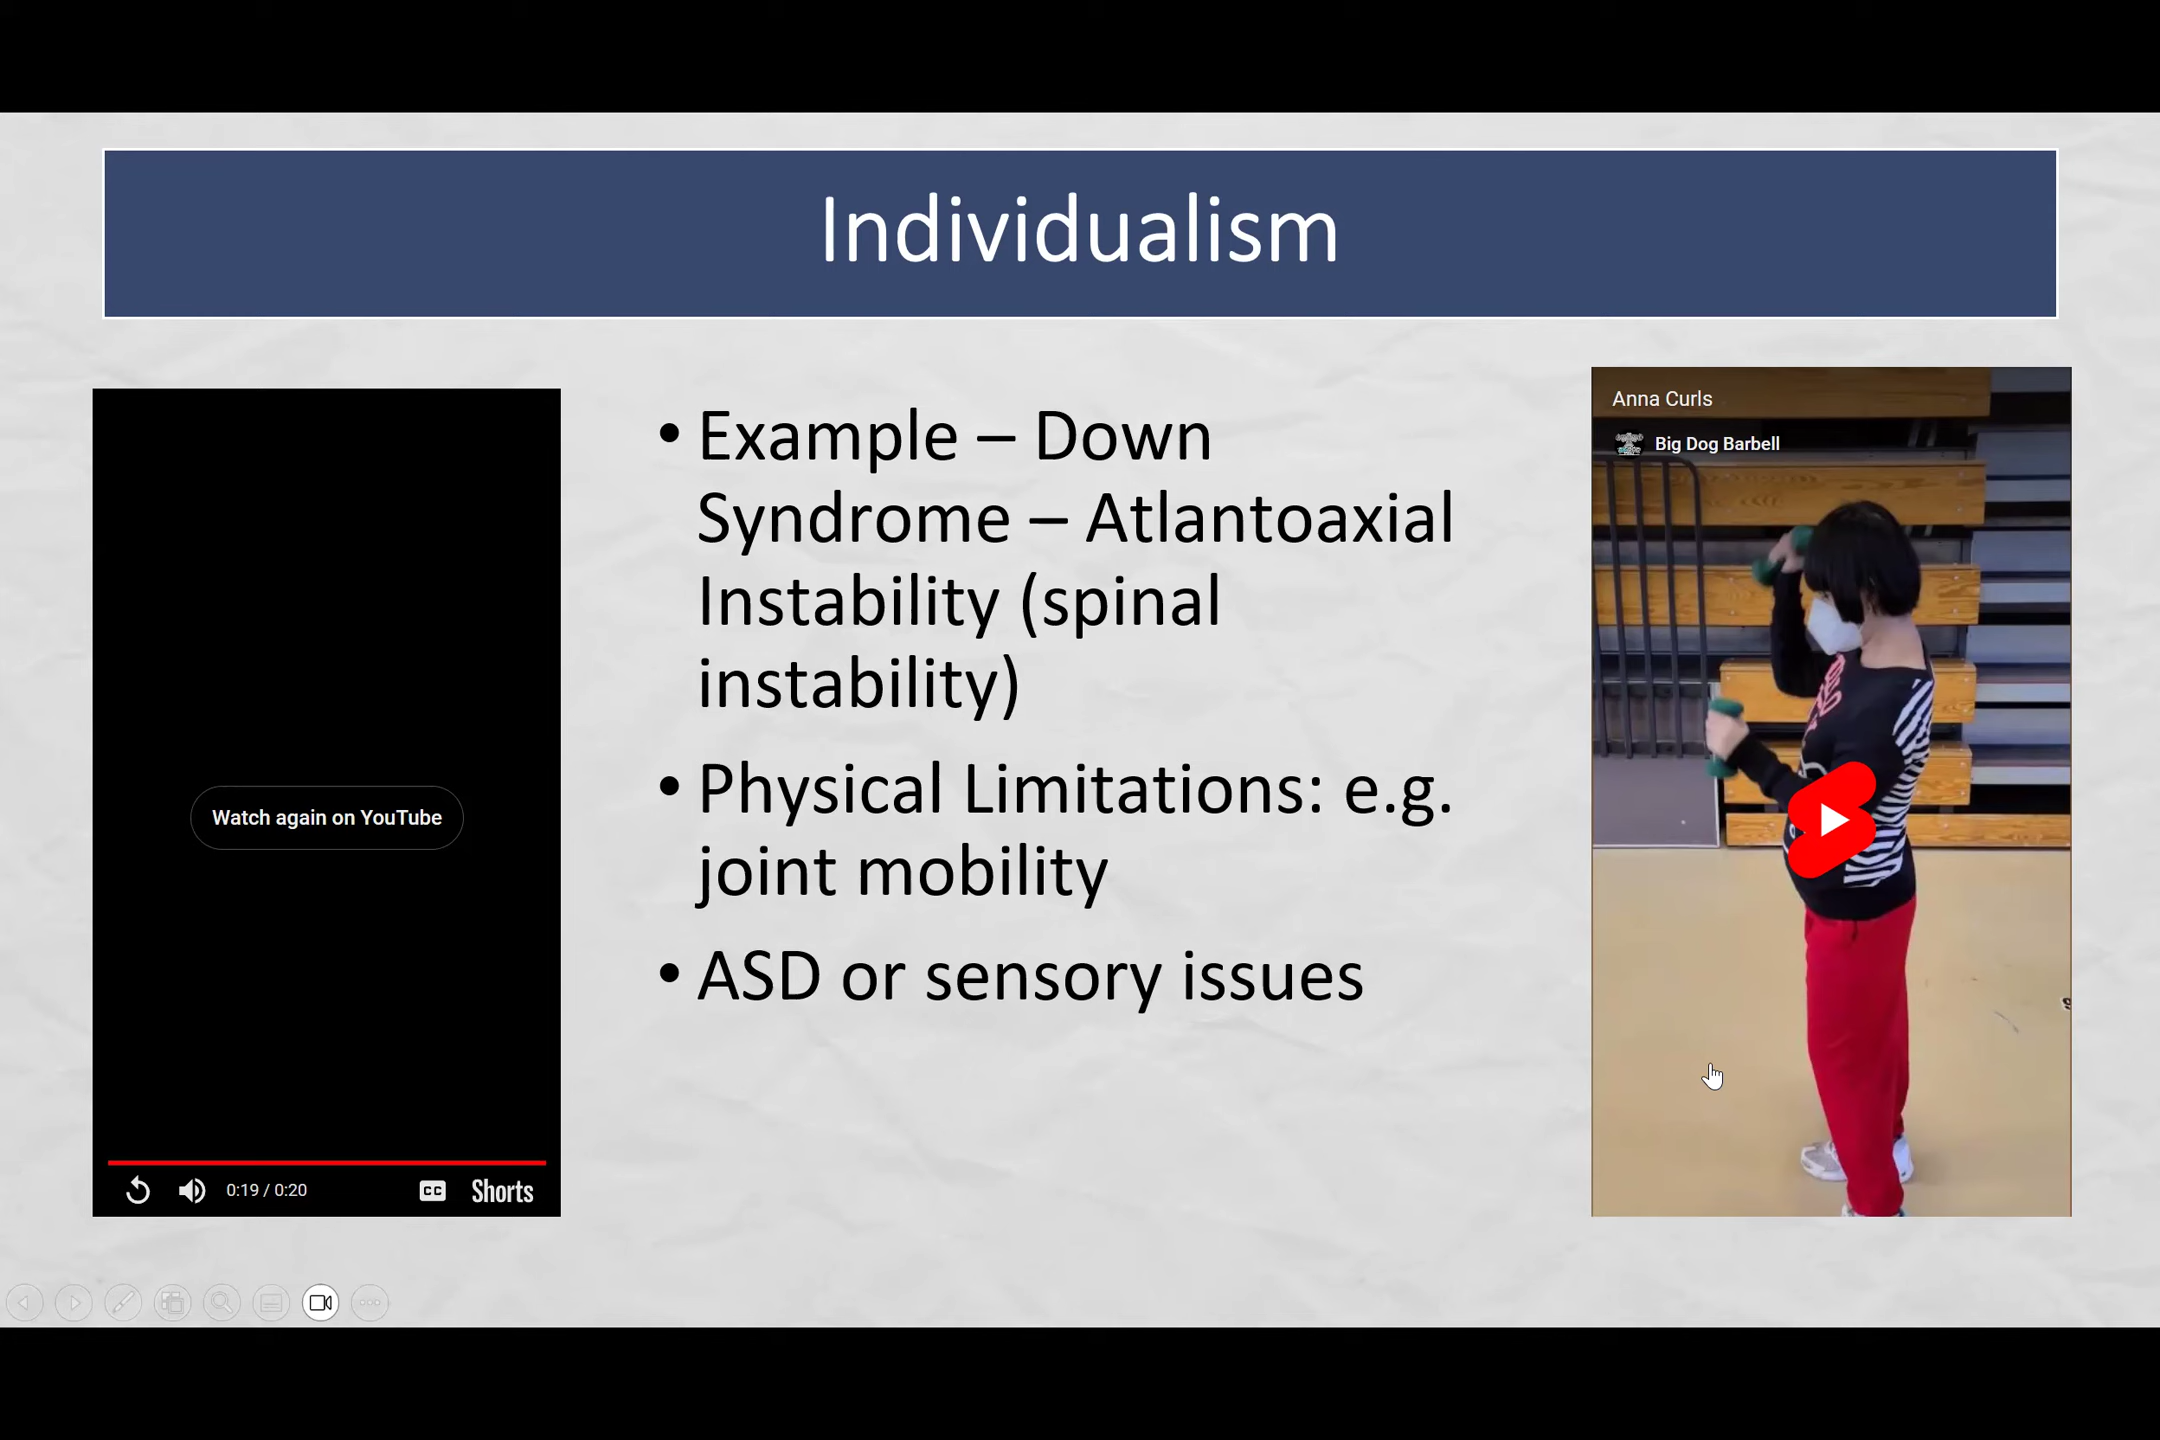 Individualism
Watch again on YouTube
0:19 / 0:20
CC
Shorts
• Example – Down
Syndrome – Atlantoaxial
Instability (spinal
instability)
• Physical Limitations: e.g.
joint mobility
• ASD or sensory issues
Anna Curls
Big Dog Barbell